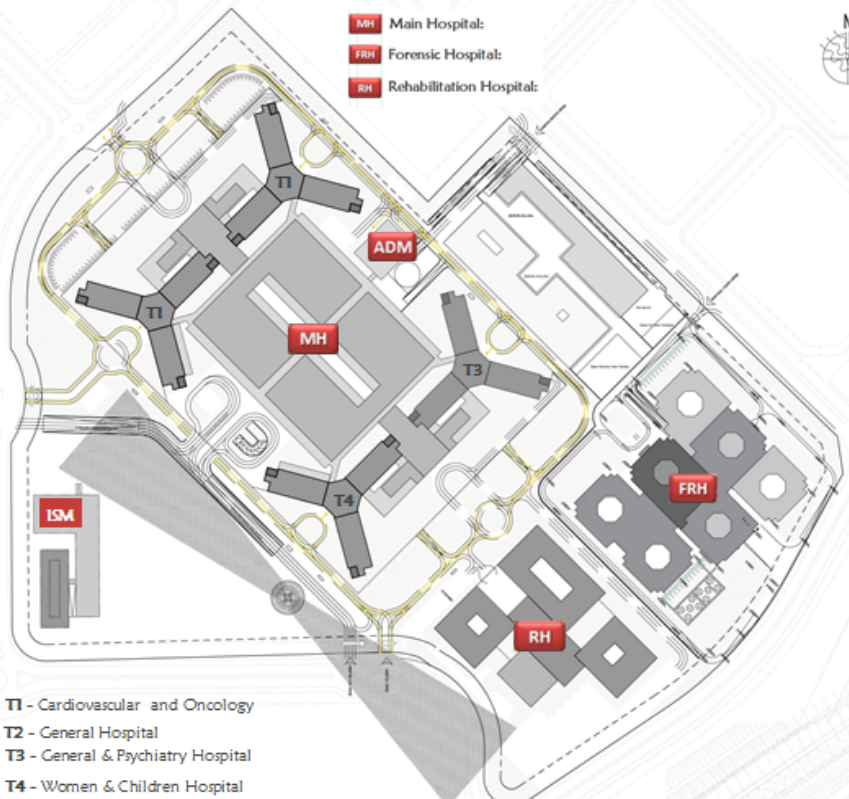 MH Main Hospital:
FRH Forensic Hospital:
RH Rehabilitation Hospital:
T1
ADM
T1
MH
T3
FRH
T4
ISM
RH
T1 - Cardiovascular and Oncology
T2 - General Hospital
T3 - General & Psychiatry Hospital
T4 - Women & Children Hospital